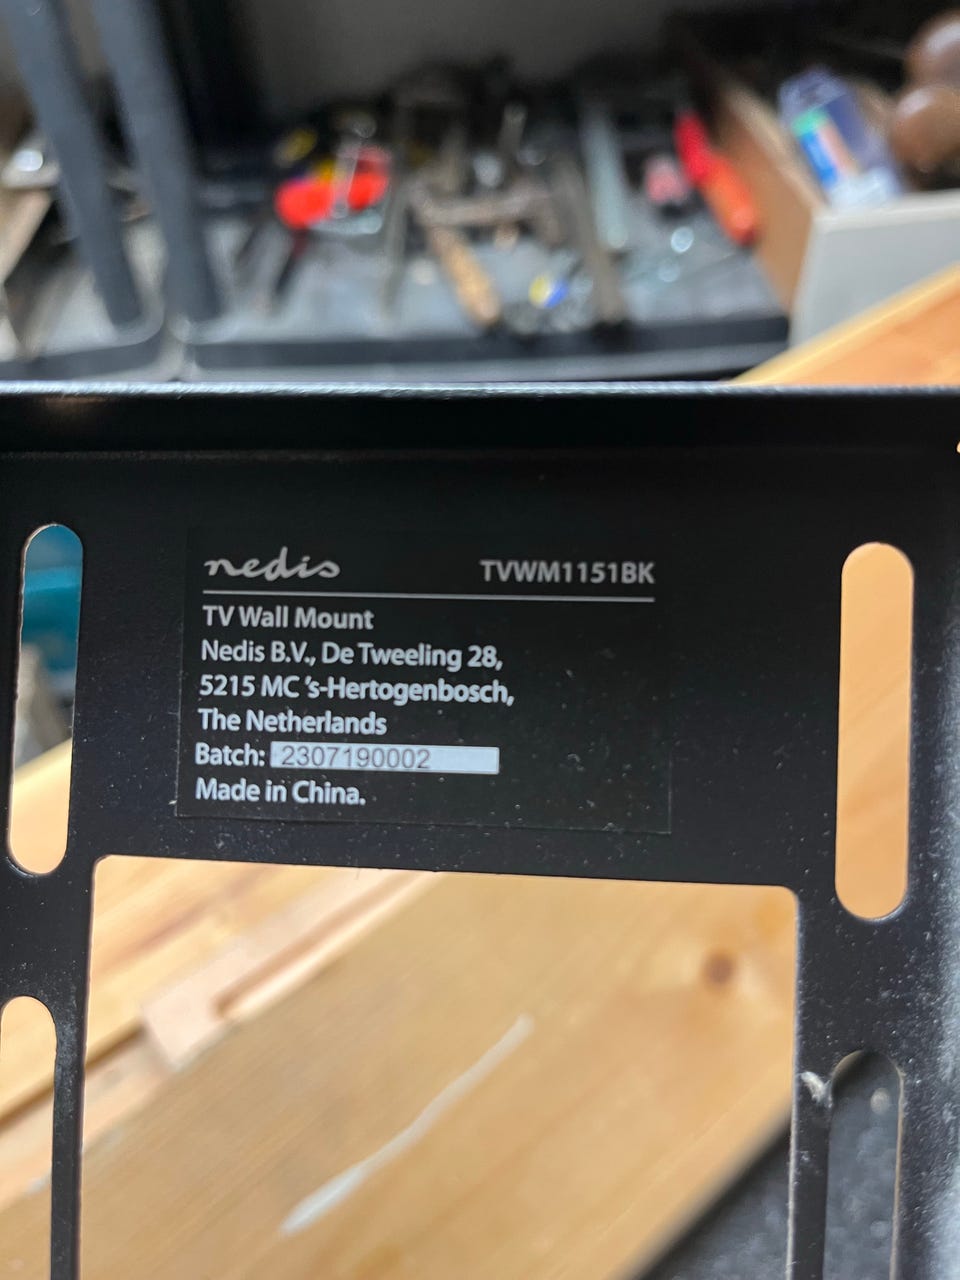 nedis TVWM1151BK
TV Wall Mount
Nedis B.V., De Tweeling 28,
5215 MC 's-Hertogenbosch,
The Netherlands
Batch: 2307190002
Made in China.